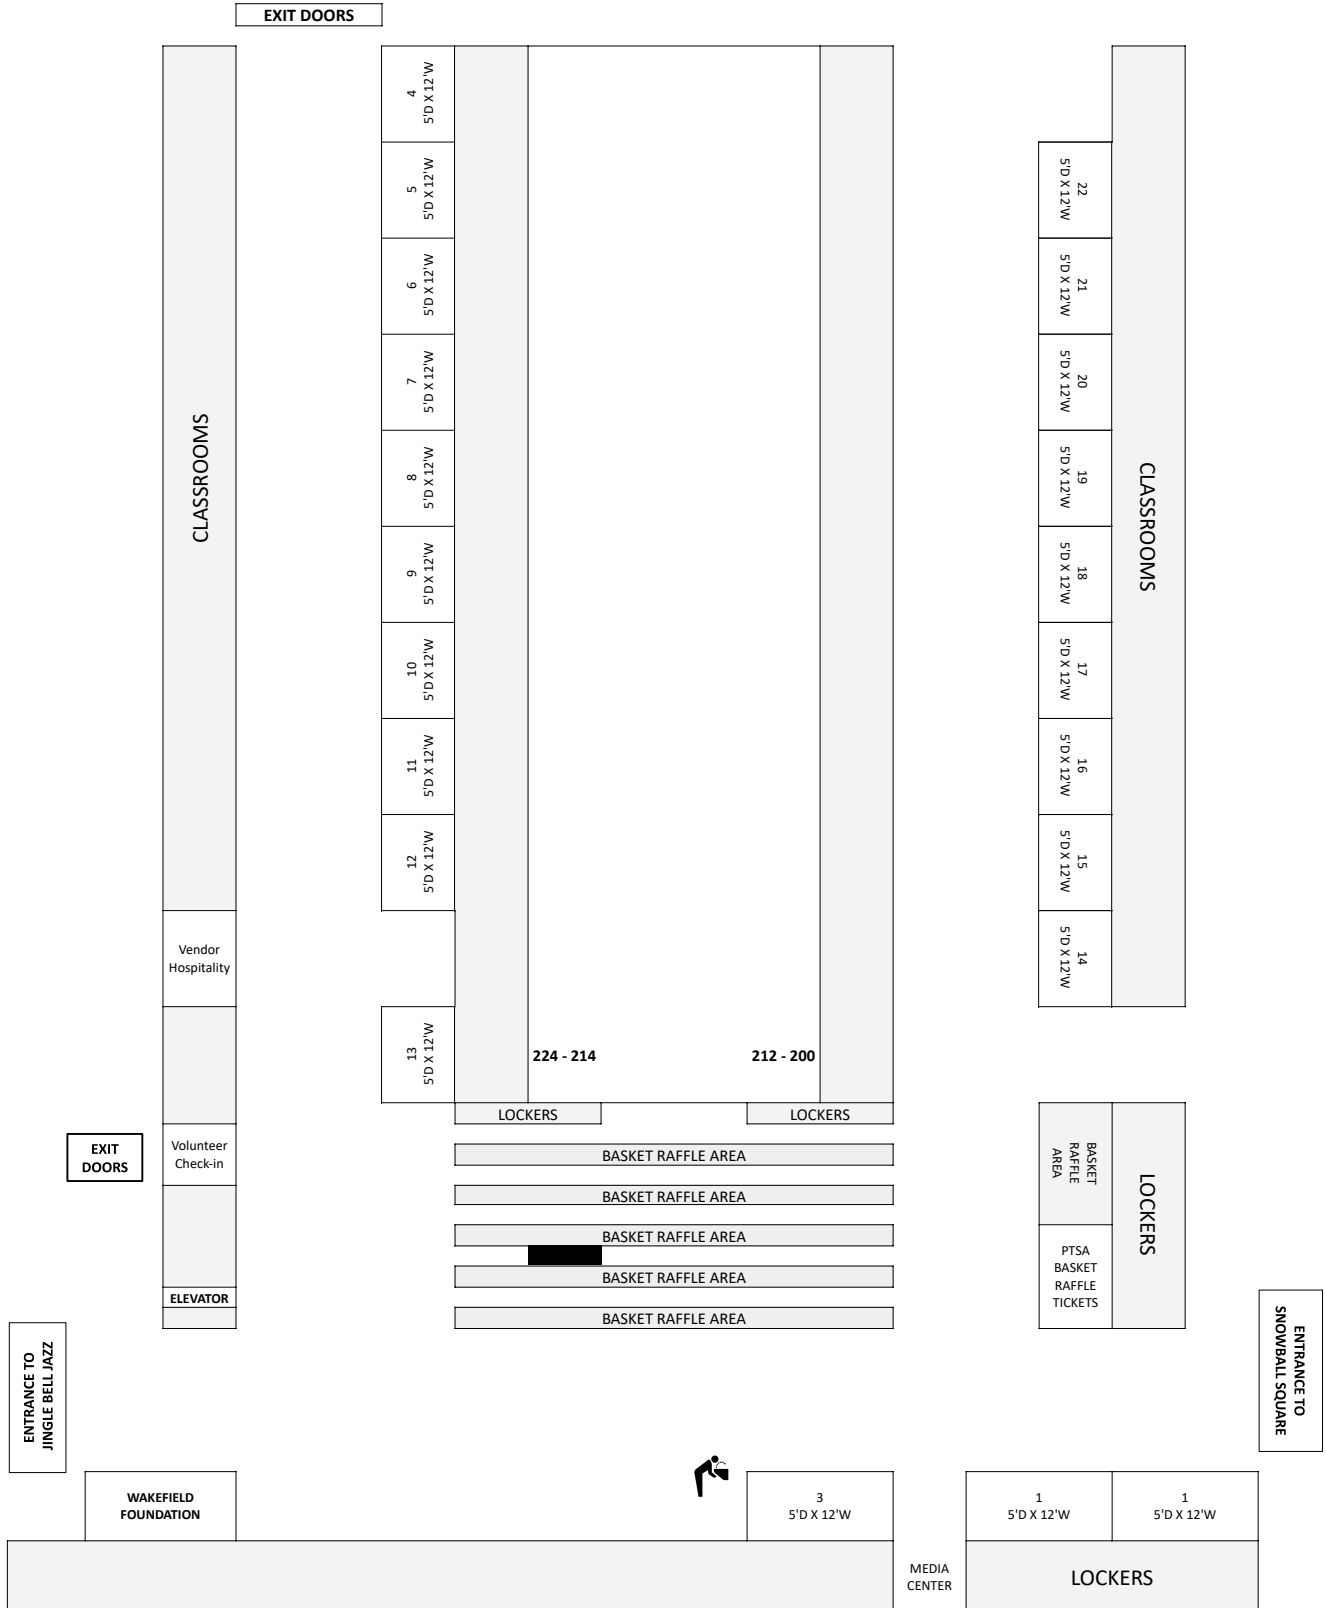 EXIT DOORS
4
5'D X 12'W
5
5'D X 12'W
6
5'D X 12'W
7
5'D X 12'W
8
5'D X 12'W
9
5'D X 12'W
10
5'D X 12'W
11
5'D X 12'W
12
5'D X 12'W
13
5'D X 12'W
22
5'D X 12'W
21
5'D X 12'W
20
5'D X 12'W
19
5'D X 12'W
18
5'D X 12'W
17
5'D X 12'W
16
5'D X 12'W
15
5'D X 12'W
14
5'D X 12'W
CLASSROOMS
CLASSROOMS
Vendor
Hospitality
224 - 214
212 - 200
LOCKERS
LOCKERS
EXIT
DOORS
Volunteer
Check-in
BASKET RAFFLE AREA
BASKET RAFFLE AREA
BASKET RAFFLE AREA
BASKET RAFFLE AREA
BASKET RAFFLE AREA
BASKET
RAFFLE
AREA
LOCKERS
PTSA
BASKET
RAFFLE
TICKETS
ELEVATOR
ENTRANCE TO
JINGLE BELL JAZZ
ENTRANCE TO
SNOWBALL SQUARE
WAKEFIELD
FOUNDATION
3
5'D X 12'W
1
5'D X 12'W
1
5'D X 12'W
MEDIA
CENTER
LOCKERS